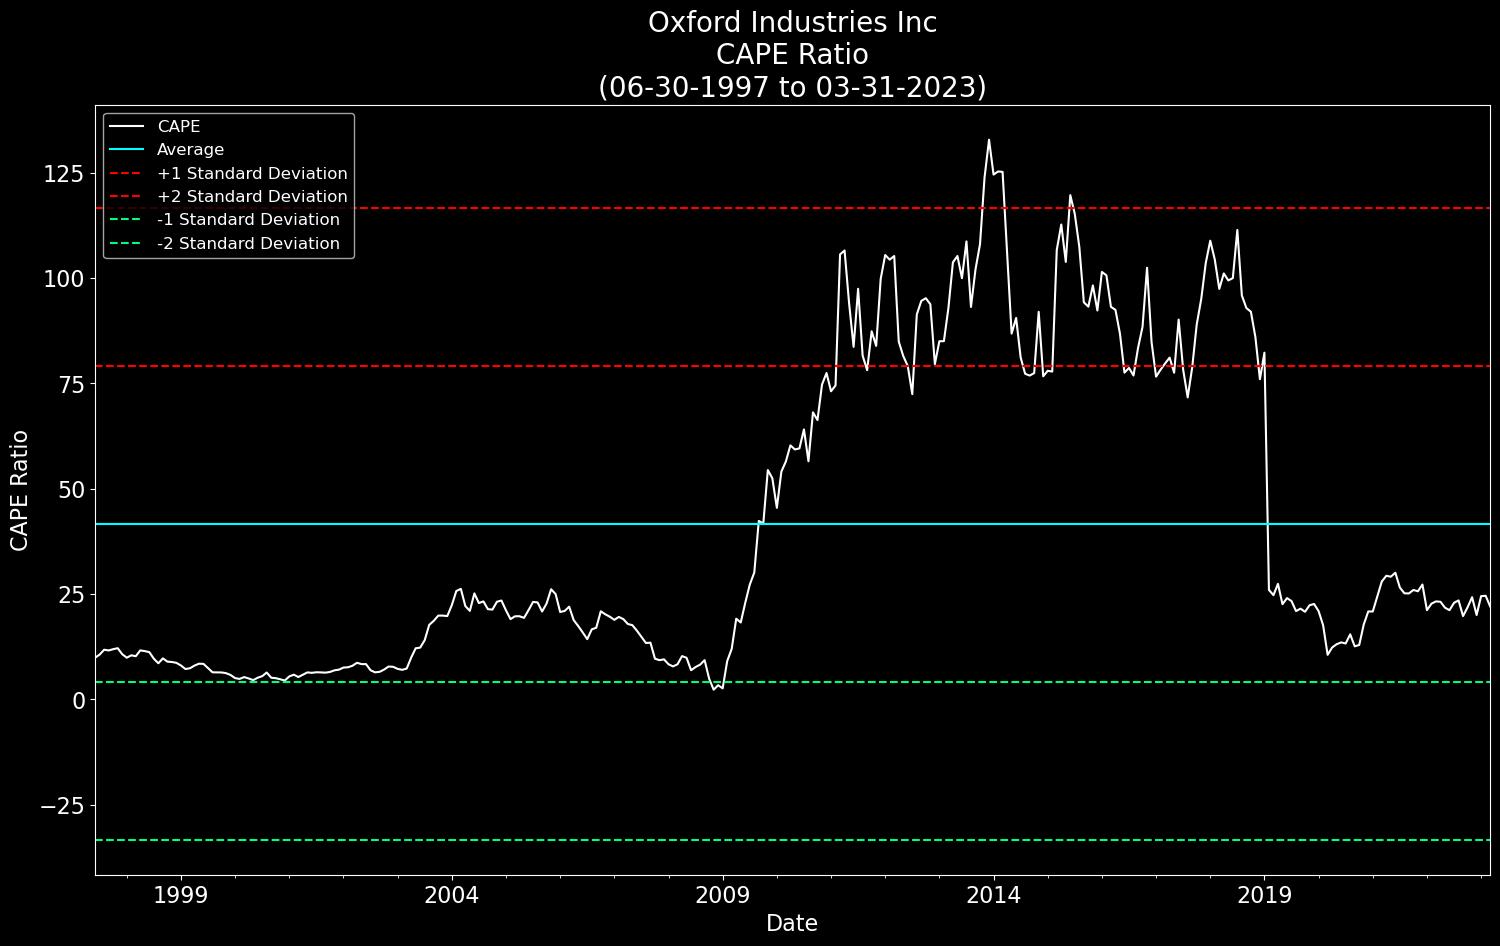 Oxford Industries Inc
CAPE Ratio
(06-30-1997 to 03-31-2023)
CAPE
Average
+1 Standard Deviation
+2 Standard Deviation
-1 Standard Deviation
-2 Standard Deviation
125
100
75
50
25
0
−25
CAPE Ratio
1999 2004 2009 2014 2019
Date